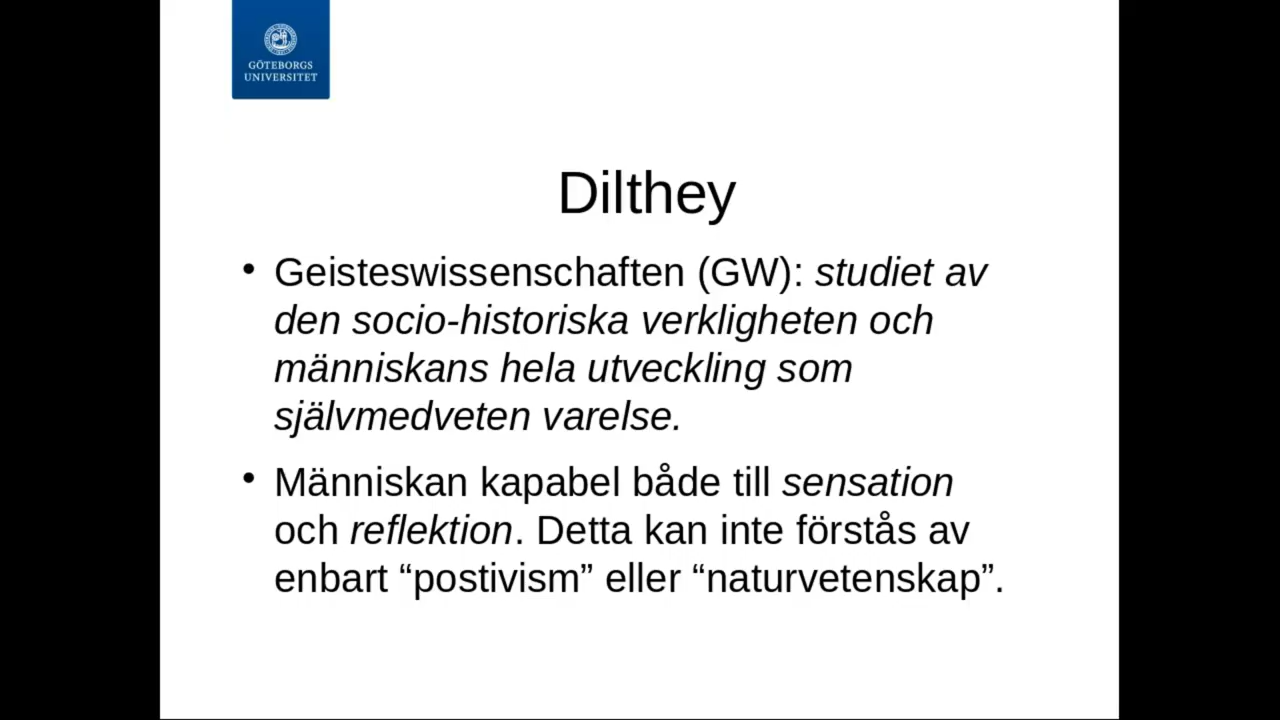 GÖTEBORGS
UNIVERSITET
Dilthey
• Geisteswissenschaften (GW): studiet av
den socio-historiska verkligheten och
människans hela utveckling som
självmedveten varelse.
• Människan kapabel både till sensation
och reflektion. Detta kan inte förstås av
enbart “postivism” eller “naturvetenskap”.